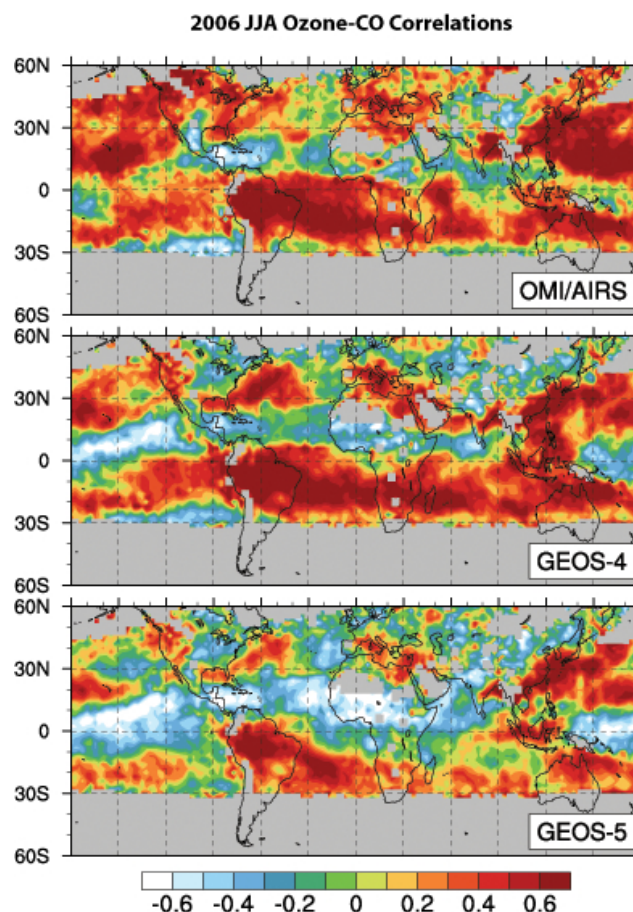 2006 JJA Ozone-CO Correlations
60N
30N
0
30S
60S
OMI/AIRS
60N
30N
0
30S
60S
GEOS-4
60N
30N
0
30S
60S
GEOS-5
-0.6 -0.4 -0.2 0 0.2 0.4 0.6